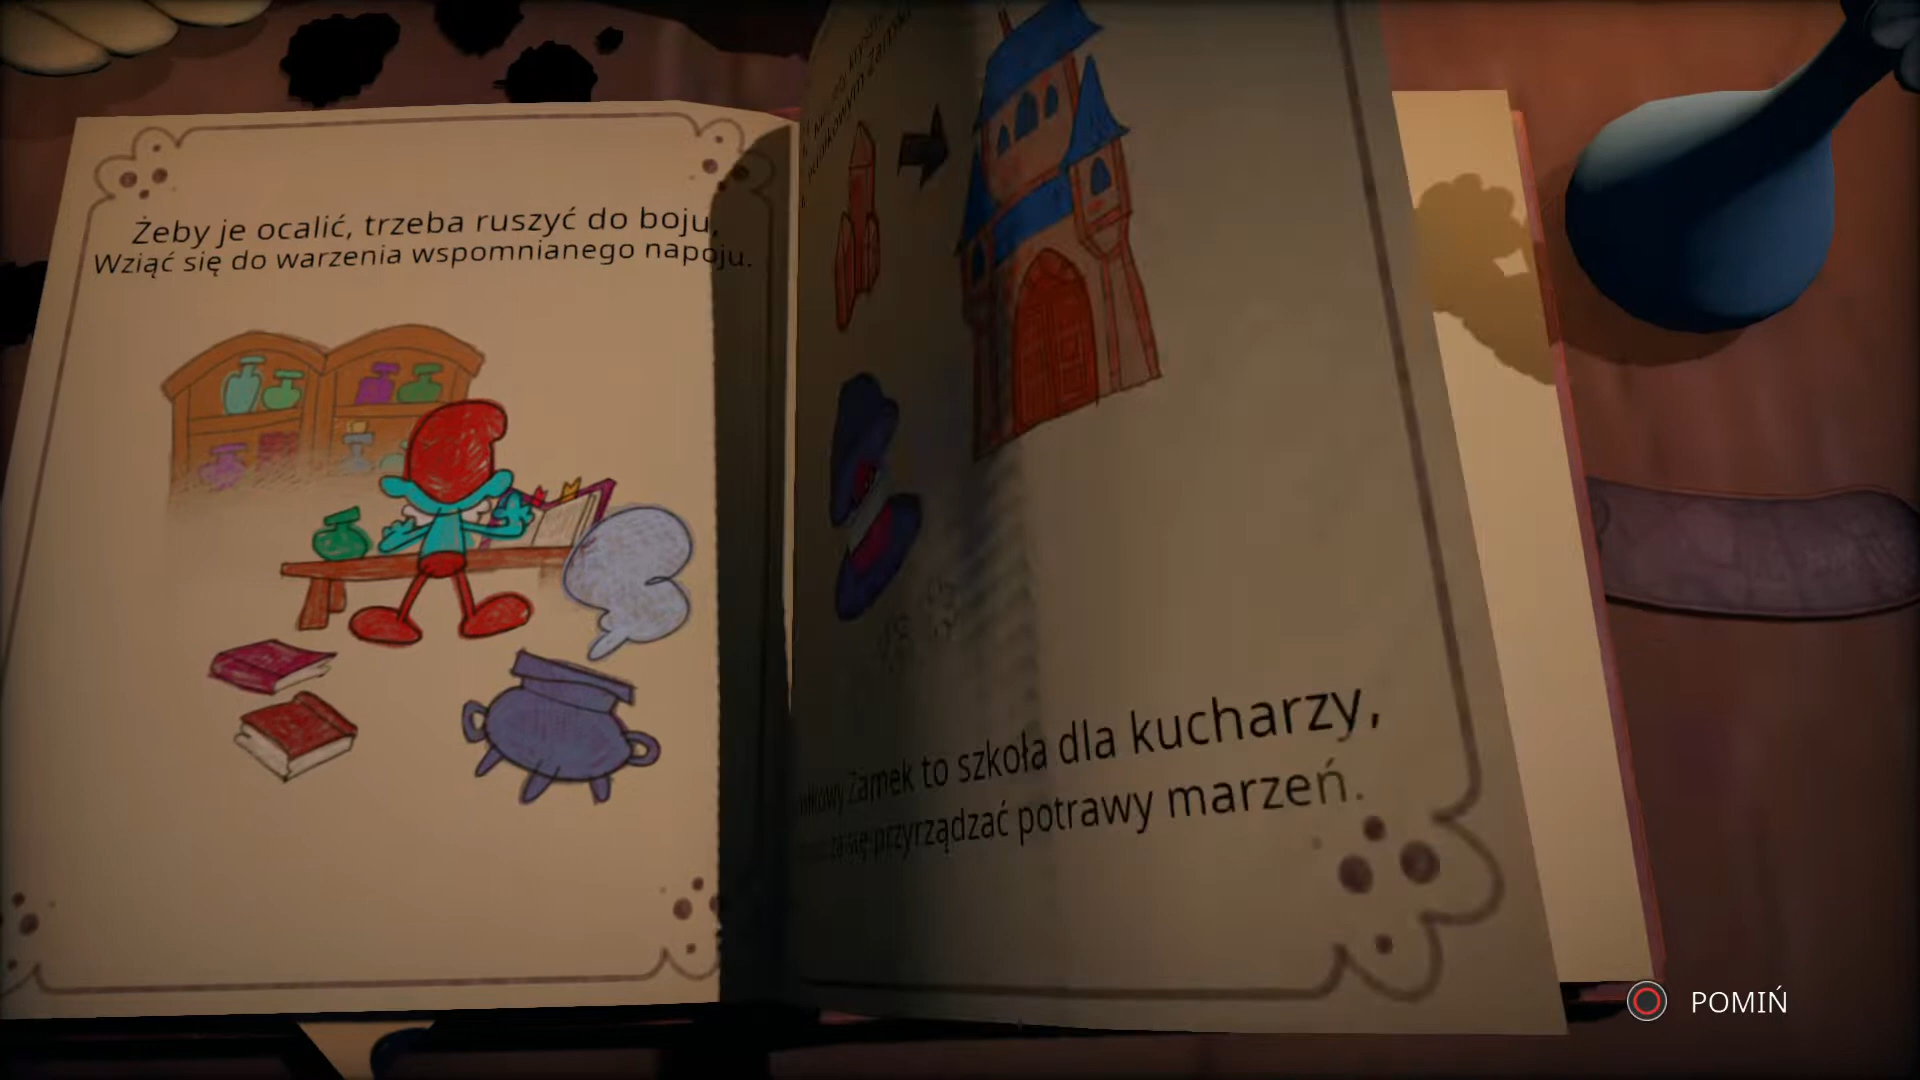 Żeby je ocalić, trzeba ruszyć do boju,
Wziąć się do warzenia wspomnianego napoju.
Zamek to szkoła dla kucharzy,
się przyrządzać potrawy marzeń.
POMIŃ